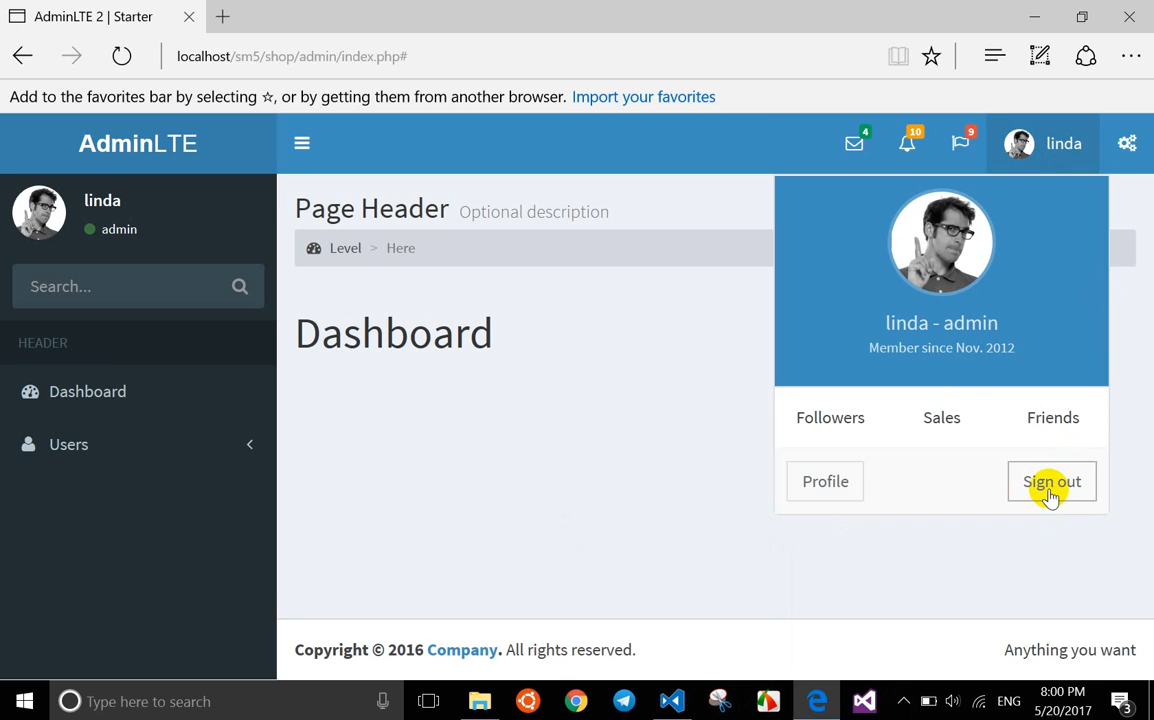 AdminLTE 2 | Starter
localhost/sm5/shop/admin/index.php#
Add to the favorites bar by selecting ☆, or by getting them from another browser. Import your favorites
AdminLTE
4
10
9
linda
linda
admin
Search...
HEADER
Dashboard
Users
Page Header Optional description
Level > Here
Dashboard
linda - admin
Member since Nov. 2012
Followers
Sales
Friends
Profile
Sign out
Copyright © 2016 Company. All rights reserved.
Anything you want
Type here to search
ENG
8:00 PM
5/20/2017
3